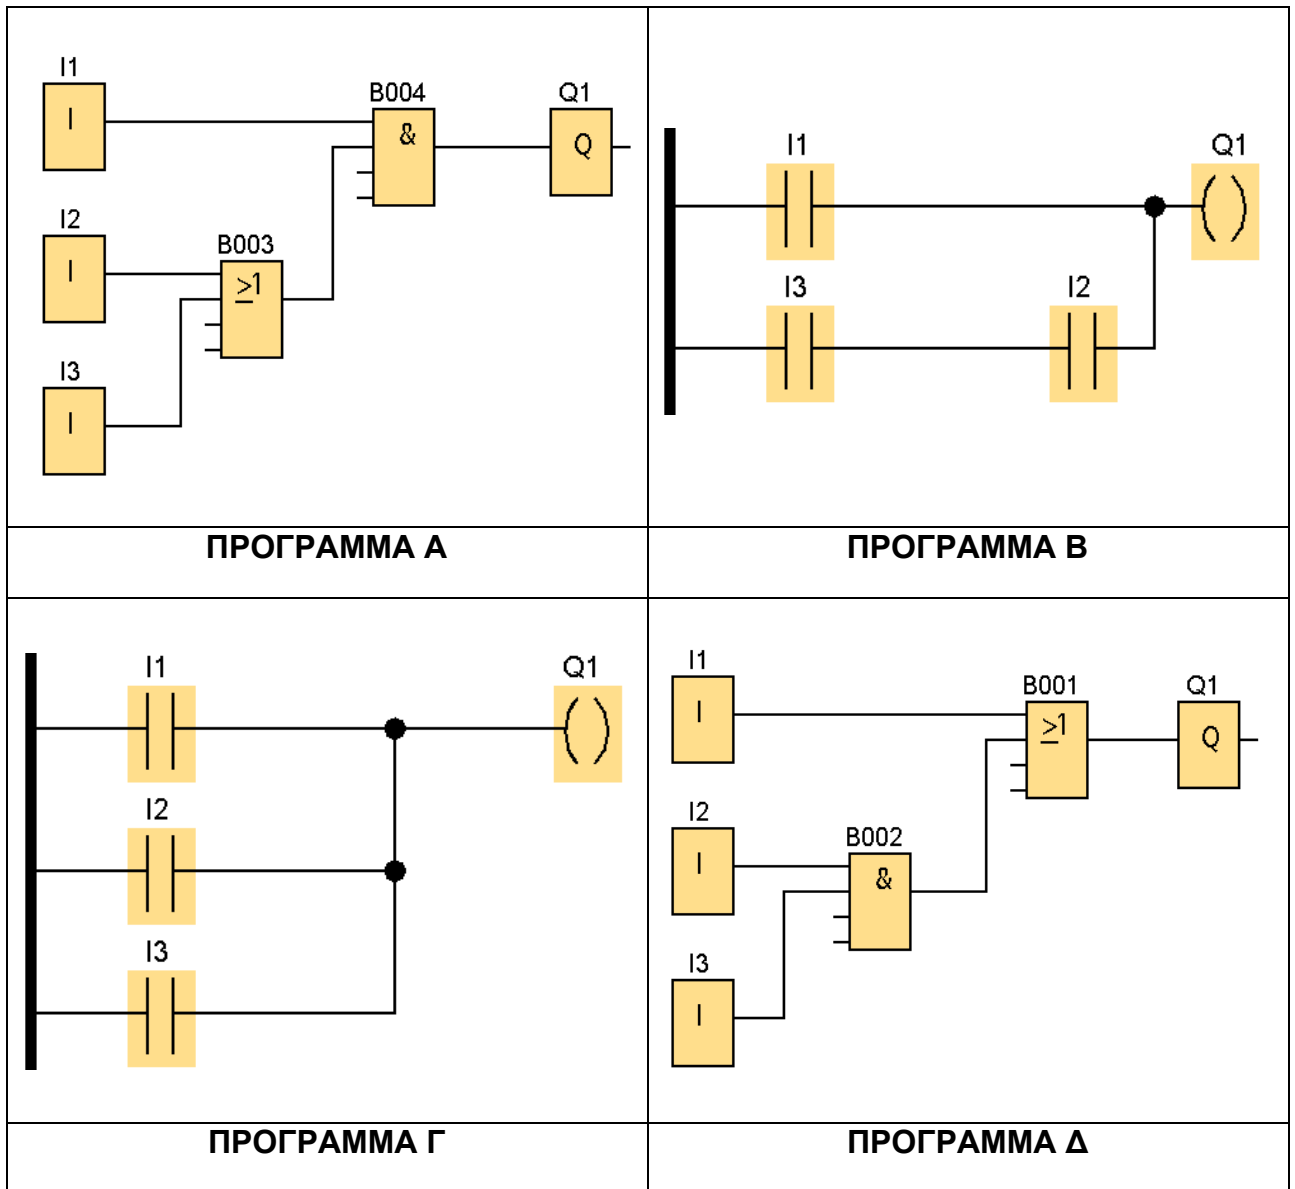 I1
I
B004
&
Q1
Q
I2
I
B003
≥1
I3
I
I1
Q1
I3
I2
ΠΡΟΓΡΑΜΜΑ Α
ΠΡΟΓΡΑΜΜΑ Β
I1
Q1
I2
I3
I1
I
B001
≥1
Q1
Q
I2
I
B002
&
I3
I
ΠΡΟΓΡΑΜΜΑ Γ
ΠΡΟΓΡΑΜΜΑ Δ